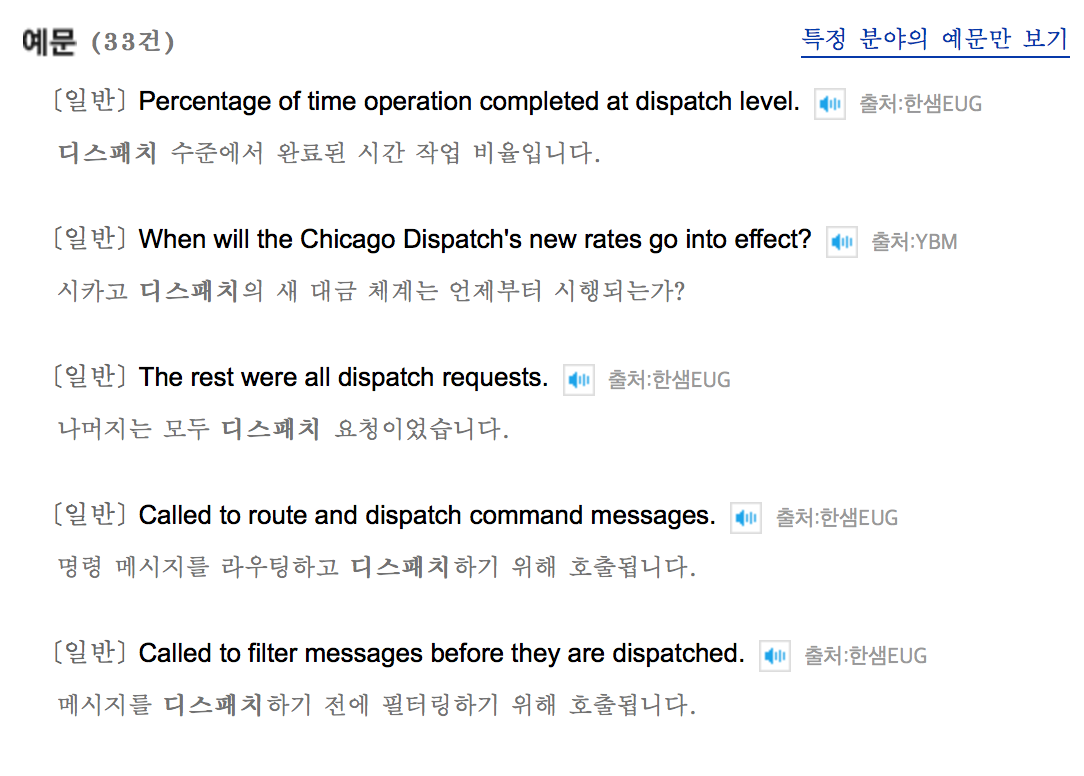 예문 (33건) 특정 분야의 예문만 보기
[일반] Percentage of time operation completed at dispatch level. 출처:한샘EUG
디스패치 수준에서 완료된 시간 작업 비율입니다.
[일반] When will the Chicago Dispatch's new rates go into effect? 출처:YBM
시카고 디스패치의 새 대금 체계는 언제부터 시행되는가?
[일반] The rest were all dispatch requests. 출처:한샘EUG
나머지는 모두 디스패치 요청이었습니다.
[일반] Called to route and dispatch command messages. 출처:한샘EUG
명령 메시지를 라우팅하고 디스패치하기 위해 호출됩니다.
[일반] Called to filter messages before they are dispatched. 출처:한샘EUG
메시지를 디스패치하기 전에 필터링하기 위해 호출됩니다.